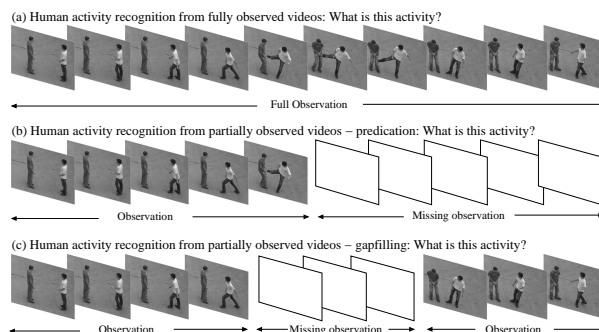 (a) Human activity recognition from fully observed videos: What is this activity?
Full Observation
(b) Human activity recognition from partially observed videos – predication: What is this activity?
Observation Missing observation
(c) Human activity recognition from partially observed videos – gapfilling: What is this activity?
Observation Missing observation Observation